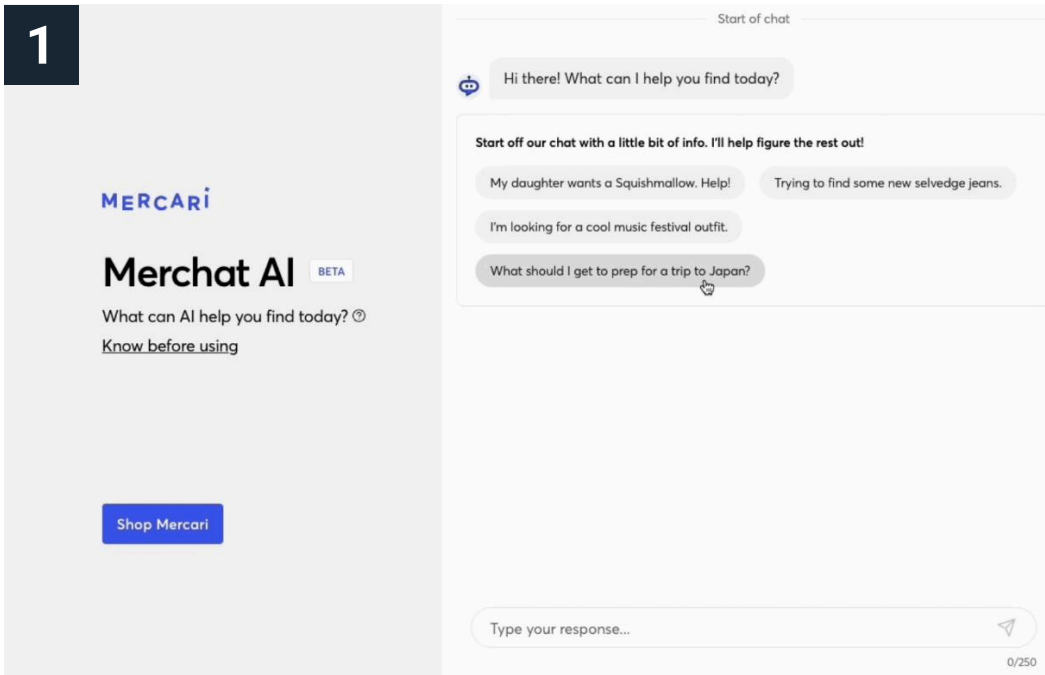 1
MERCARI
Merchat AI BETA
What can AI help you find today?
Know before using
Shop Mercari
Start of chat
Hi there! What can I help you find today?
Start off our chat with a little bit of info. I'll help figure the rest out!
My daughter wants a Squishmallow. Help!
Trying to find some new selvedge jeans.
I'm looking for a cool music festival outfit.
What should I get to prep for a trip to Japan?
Type your response...
0/250